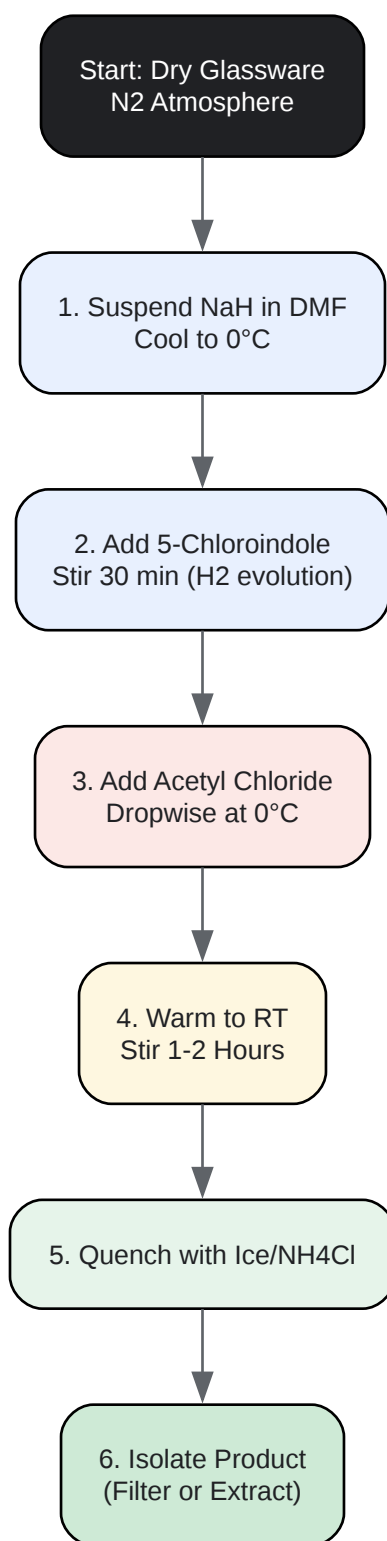 Start: Dry Glassware
N2 Atmosphere
1. Suspend NaH in DMF
Cool to 0°C
2. Add 5-Chloroindole
Stir 30 min (H2 evolution)
3. Add Acetyl Chloride
Dropwise at 0°C
4. Warm to RT
Stir 1-2 Hours
5. Quench with Ice/NH4Cl
6. Isolate Product
(Filter or Extract)